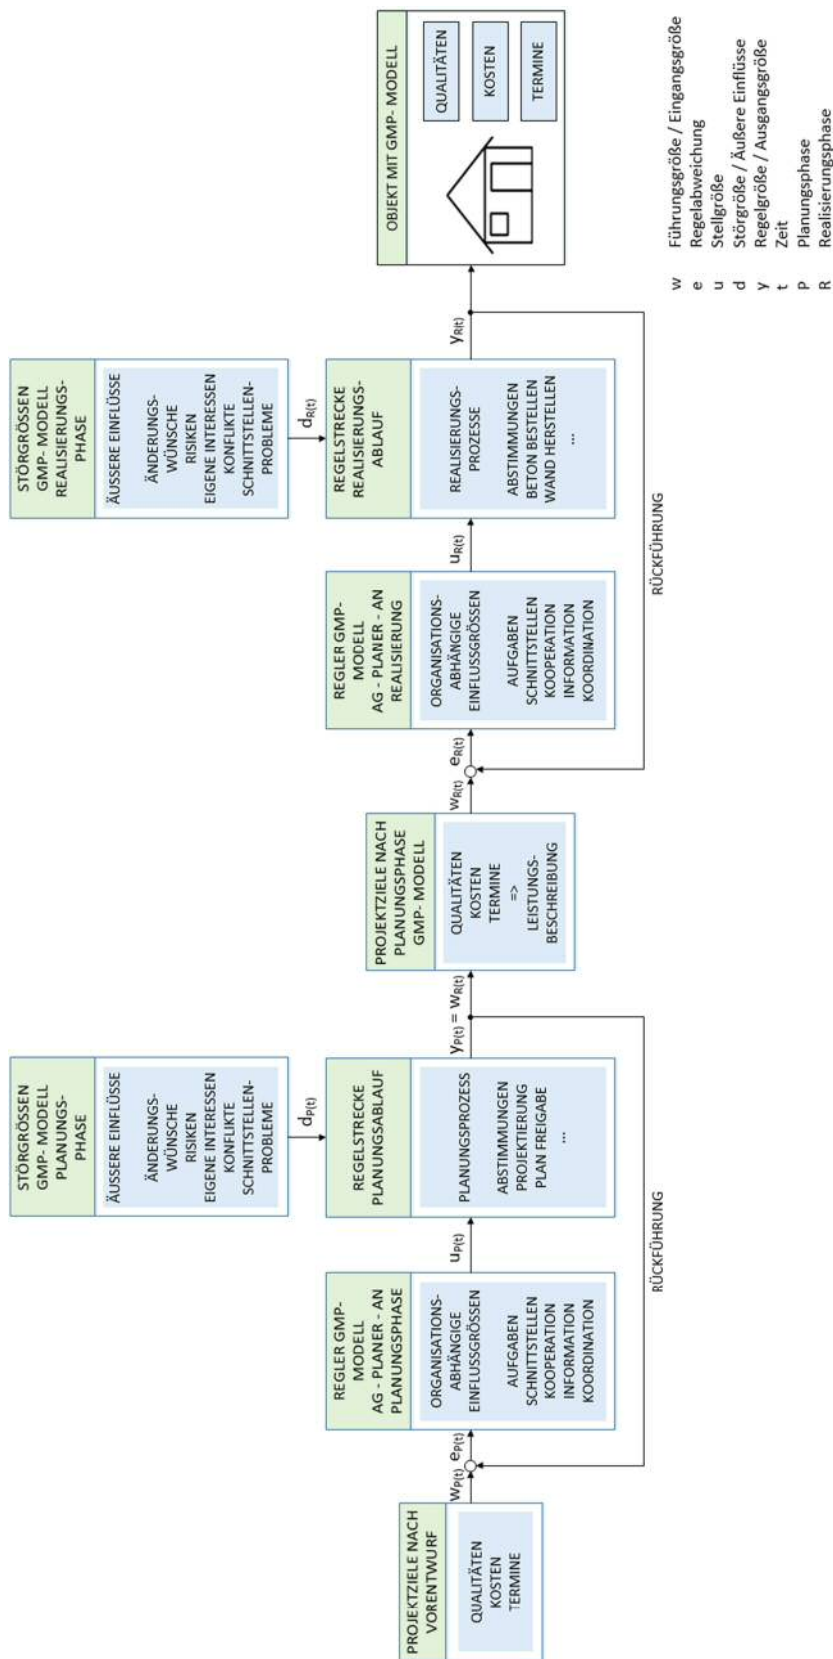 PROJEKTZIELE NACH
VORENTWURF
QUALITÄTEN
KOSTEN
TERMINE
wP(t)
eP(t)
REGLER GMP-
MODELL
AG - PLANER - AN
PLANUNGSPHASE
ORGANISATIONS-
ABHÄNGIGE
EINFLUSSGRÖSSEN
AUFGABEN
SCHNITTSTELLEN
KOOPERATION
INFORMATION
KOORDINATION
uP(t)
STÖRGRÖSSEN
GMP- MODELL
PLANUNGS-
PHASE
ÄUSSERE EINFLÜSSE
ÄNDERUNGS-
WÜNSCHE
RISIKEN
EIGENE INTERESSEN
KONFLIKTE
SCHNITTSTELLEN-
PROBLEME
dP(t)
REGELSTRECKE
PLANUNGSABLAUF
PLANUNGSPROZESS
ABSTIMMUNGEN
PROJEKTIERUNG
PLAN FREIGABE
...
RÜCKFÜHRUNG
yP(t) = wR(t)
PROJEKTZIELE NACH
PLANUNGSPHASE
GMP- MODELL
QUALITÄTEN
KOSTEN
TERMINE
=>
LEISTUNGS-
BESCHREIBUNG
wR(t)
eR(t)
REGLER GMP-
MODELL
AG - PLANER - AN
REALISIERUNG
ORGANISATIONS-
ABHÄNGIGE
EINFLUSSGRÖSSEN
AUFGABEN
SCHNITTSTELLEN
KOOPERATION
INFORMATION
KOORDINATION
uR(t)
STÖRGRÖSSEN
GMP- MODELL
REALISIERUNGS-
PHASE
ÄUSSERE EINFLÜSSE
ÄNDERUNGS-
WÜNSCHE
RISIKEN
EIGENE INTERESSEN
KONFLIKTE
SCHNITTSTELLEN-
PROBLEME
dR(t)
REGELSTRECKE
REALISIERUNGS-
ABLAUF
REALISIERUNGS-
PROZESSE
ABSTIMMUNGEN
BETON BESTELLEN
WAND HERSTELLEN
...
RÜCKFÜHRUNG
yR(t)
OBJEKT MIT GMP- MODELL
QUALITÄTEN
KOSTEN
TERMINE
w Führungsgröße / Eingangsgröße
e Regelabweichung
u Stellgröße
d Störgröße / Äußere Einflüsse
y Regelgröße / Ausgangsgröße
t Zeit
P Planungsphase
R Realisierungsphase